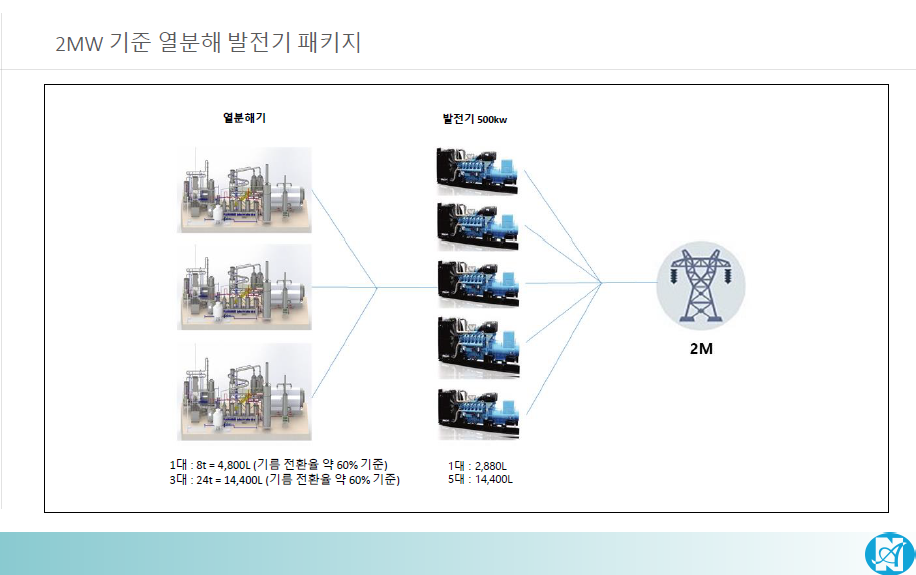 2MW 기준 열분해 발전기 패키지
열분해기
발전기 500kw
2M
1대 : 8t = 4,800L (기름 전환율 약 60% 기준)
3대 : 24t = 14,400L (기름 전환율 약 60% 기준)
1대 : 2,880L
5대 : 14,400L